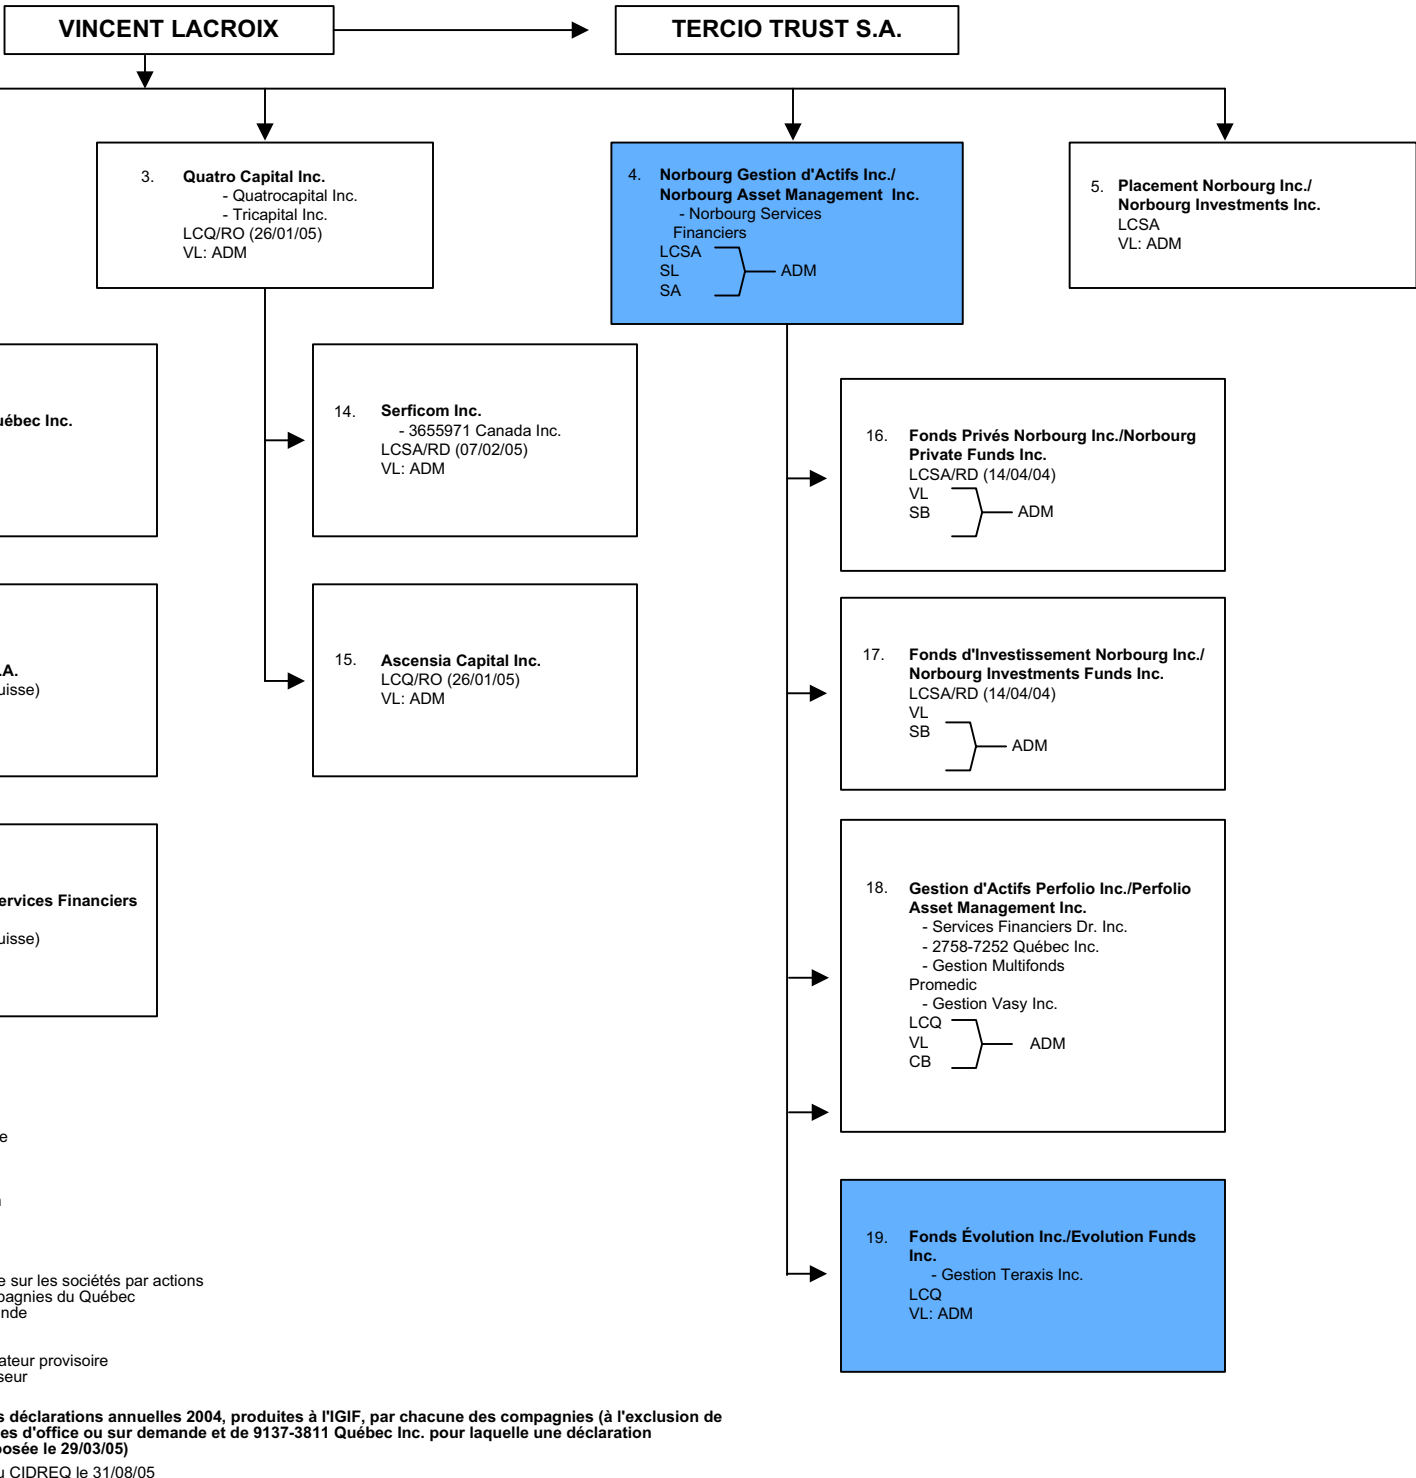 VINCENT LACROIX
TERCIO TRUST S.A.
3. Quatro Capital Inc.
- Quatrocapital Inc.
- Tricapital Inc.
LCQ/RO (26/01/05)
VL: ADM
4. Norbourg Gestion d'Actifs Inc./
Norbourg Asset Management Inc.
- Norbourg Services
Financiers
LCSA
SL
SA
ADM
5. Placement Norbourg Inc./
Norbourg Investments Inc.
LCSA
VL: ADM
uébec Inc.
14. Serficom Inc.
- 3655971 Canada Inc.
LCSA/RD (07/02/05)
VL: ADM
16. Fonds Privés Norbourg Inc./Norbourg
Private Funds Inc.
LCSA/RD (14/04/04)
VL
SB
ADM
.A.
uisse)
15. Ascensia Capital Inc.
LCQ/RO (26/01/05)
VL: ADM
17. Fonds d'Investissement Norbourg Inc./
Norbourg Investments Funds Inc.
LCSA/RD (14/04/04)
VL
SB
ADM
ervices Financiers
uisse)
18. Gestion d'Actifs Perfolio Inc./Perfolio
Asset Management Inc.
- Services Financiers Dr. Inc.
- 2758-7252 Québec Inc.
- Gestion Multifonds
Promedic
- Gestion Vasy Inc.
LCQ
VL
CB
ADM
e
19. Fonds Évolution Inc./Evolution Funds
Inc.
- Gestion Teraxis Inc.
LCQ
VL: ADM
e sur les sociétés par actions
pagnies du Québec
nde
ateur provisoire
seur
s déclarations annuelles 2004, produites à l'IGIF, par chacune des compagnies (à l'exclusion de
es d'office ou sur demande et de 9137-3811 Québec Inc. pour laquelle une déclaration
osée le 29/03/05)
u CIDREQ le 31/08/05